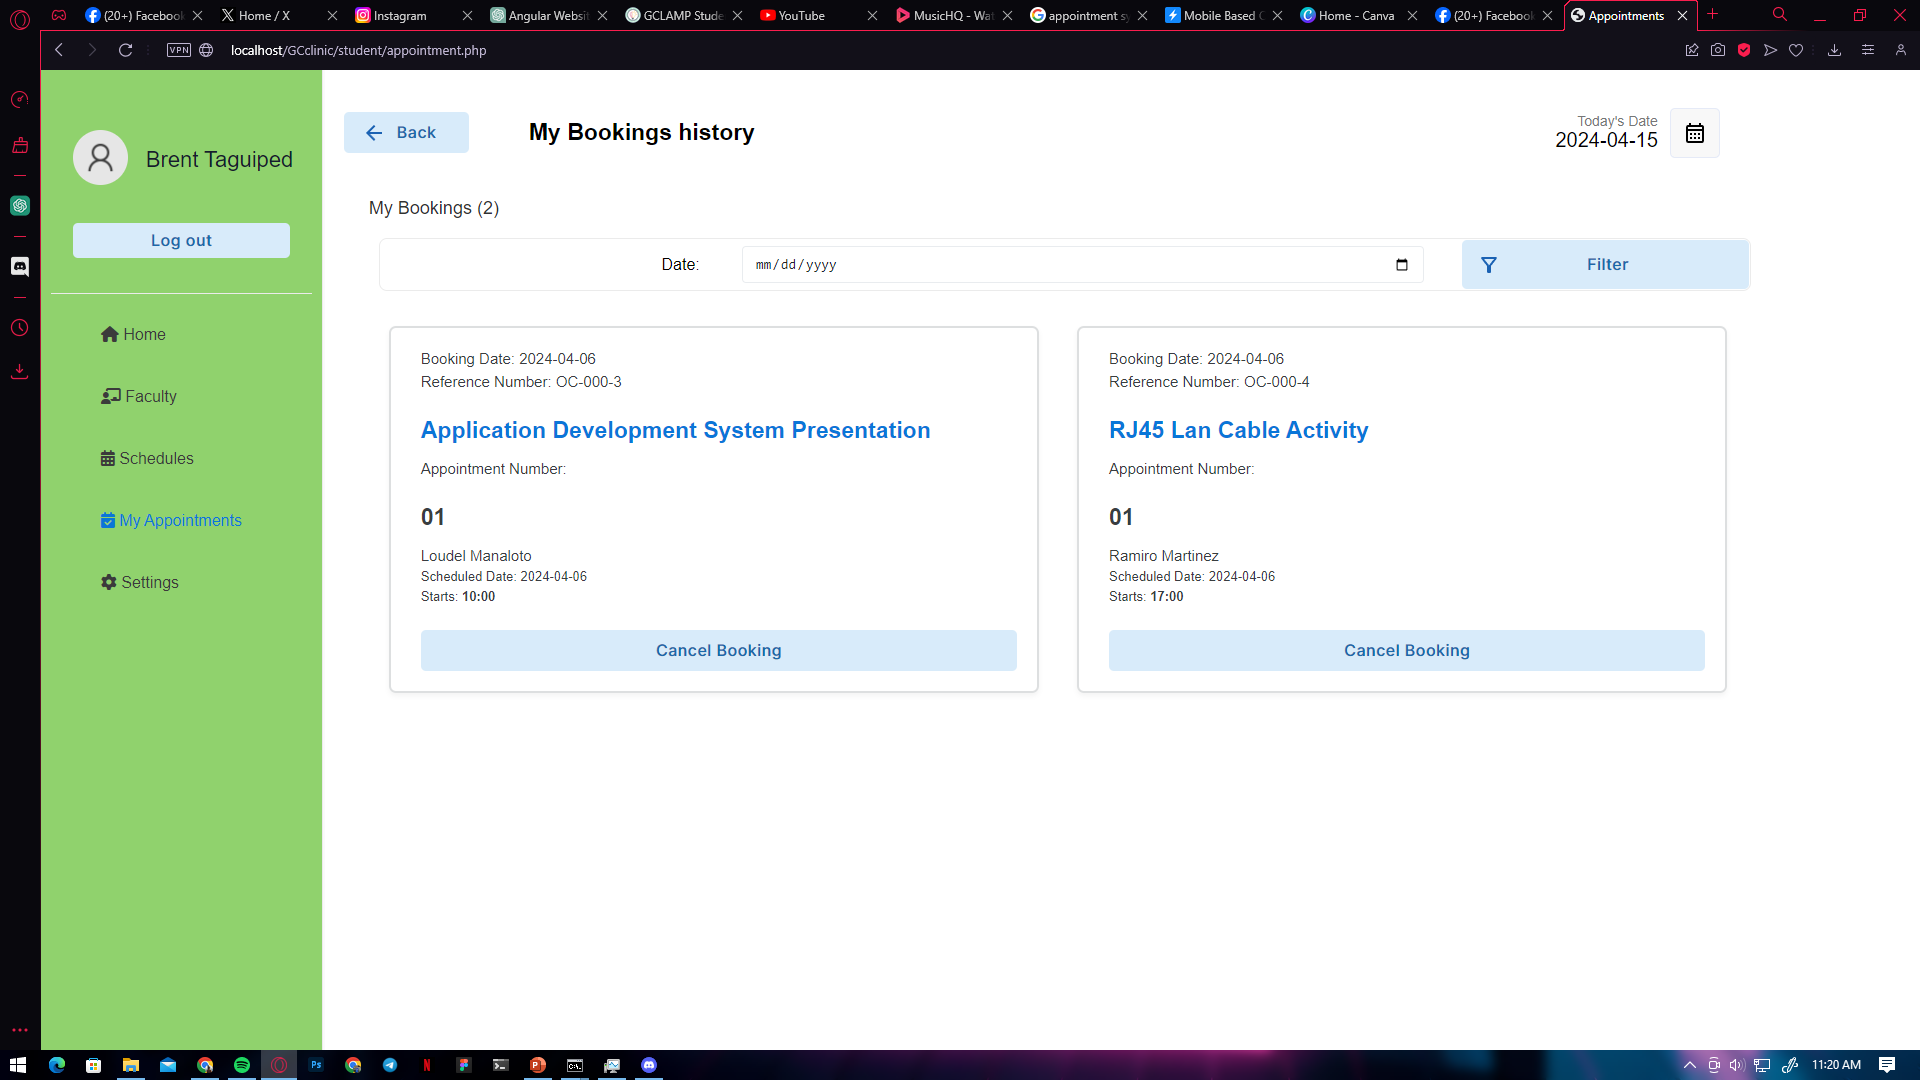 (20+) Facebook
Home / X
Instagram
Angular Websit
GCLAMP Stude
YouTube
MusicHQ - Wat
appointment sy
Mobile Based C
Home - Canva
(20+) Facebook
Appointments
VPN
localhost/GCclinic/student/appointment.php
Brent Taguiped
Log out
Home
Faculty
Schedules
My Appointments
Settings
Back
My Bookings history
Today's Date
2024-04-15
My Bookings (2)
Date:
mm/dd/yyyy
Filter
Booking Date: 2024-04-06
Reference Number: OC-000-3
Application Development System Presentation
Appointment Number:
01
Loudel Manaloto
Scheduled Date: 2024-04-06
Starts: 10:00
Cancel Booking
Booking Date: 2024-04-06
Reference Number: OC-000-4
RJ45 Lan Cable Activity
Appointment Number:
01
Ramiro Martinez
Scheduled Date: 2024-04-06
Starts: 17:00
Cancel Booking
Ps
11:20 AM